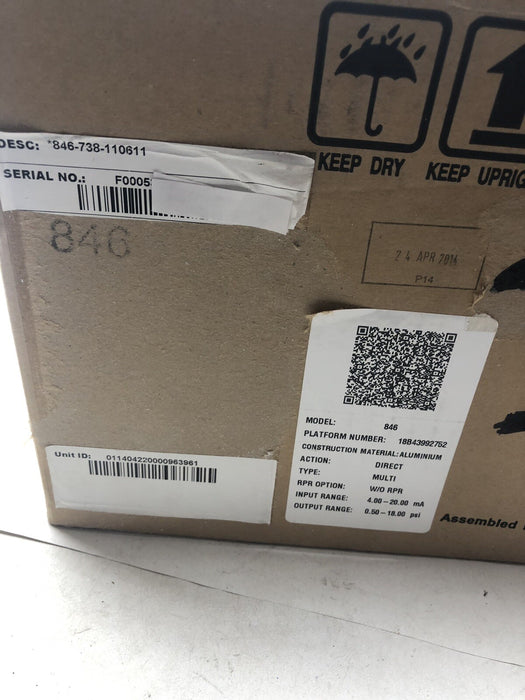 DESC: *846-738-110611
SERIAL NO.: F0005
846
KEEP DRY
KEEP UPRIG
24 APR 2014
P14
MODEL: 846
PLATFORM NUMBER: 18B43992752
CONSTRUCTION MATERIAL: ALUMINIUM
ACTION: DIRECT
TYPE: MULTI
RPR OPTION: W/O RPR
INPUT RANGE: 4.00-20.00 mA
OUTPUT RANGE: 0.50-18.00 psi
Unit ID: 011404220000963961
Assembled